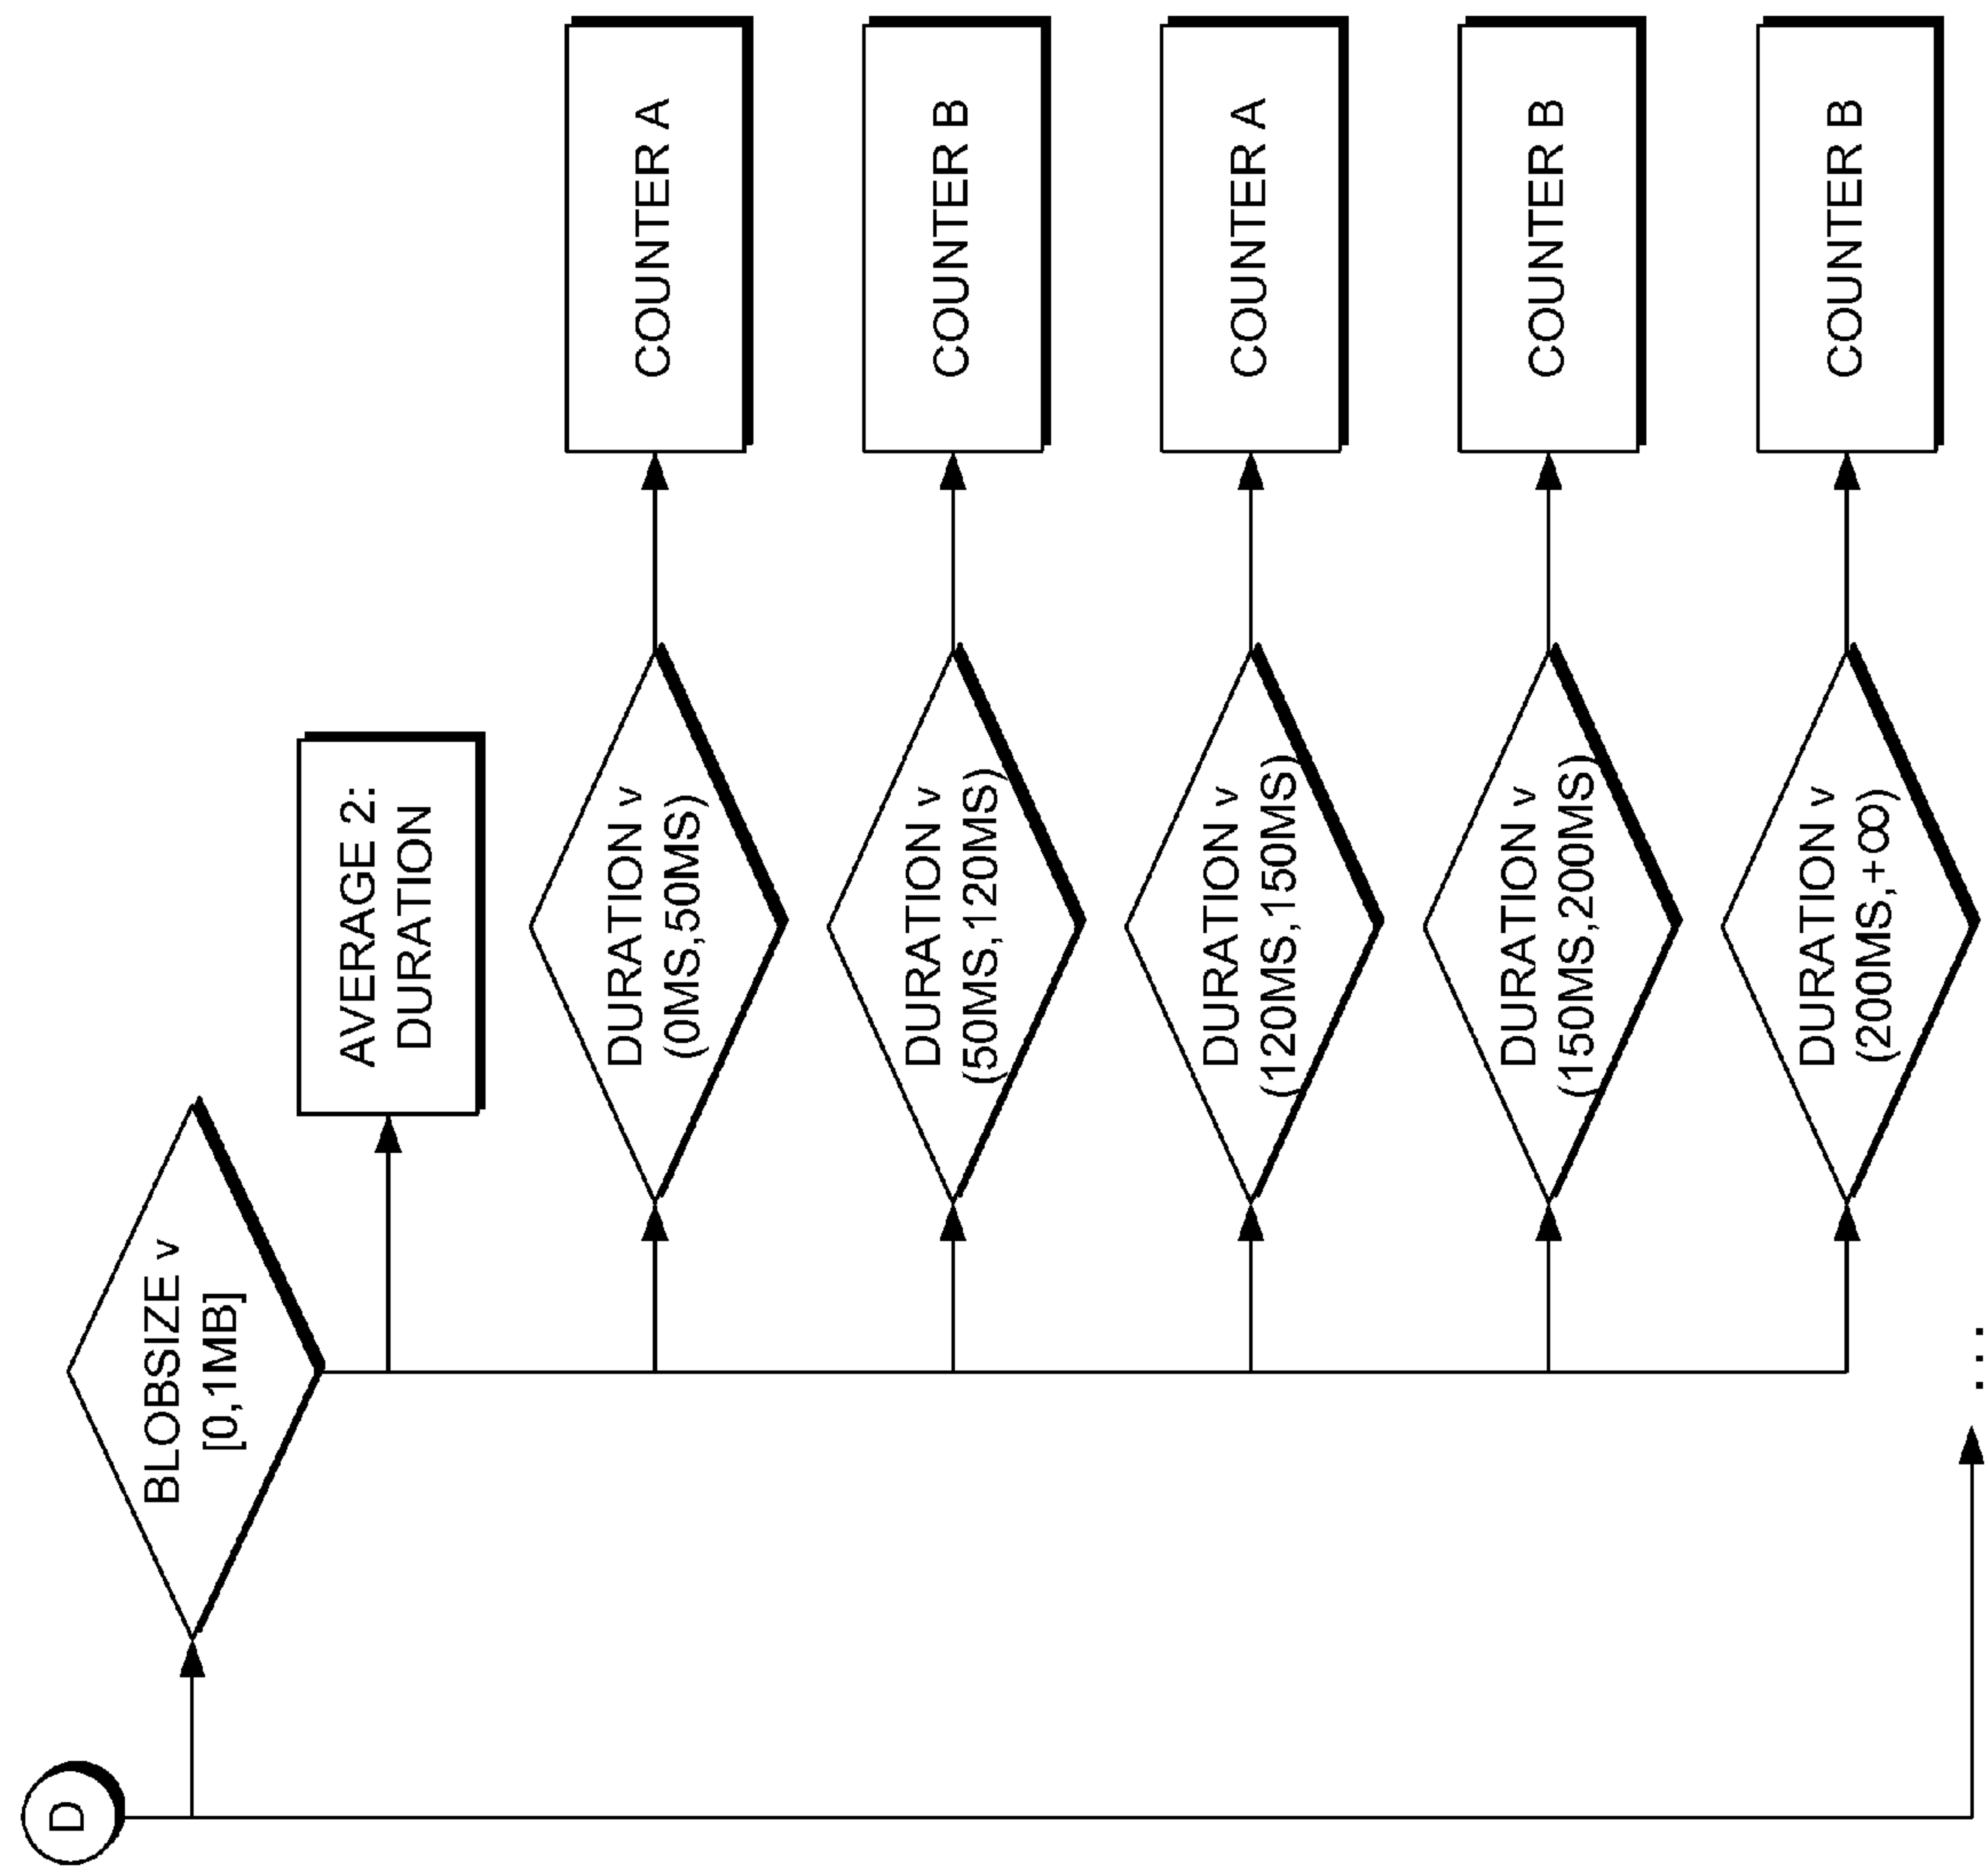 D
BLOBSIZE v
[0,1MB]
AVERAGE 2:
DURATION
DURATION v
(0MS,50MS)
COUNTER A
DURATION v
(50MS,120MS)
COUNTER B
DURATION v
(120MS,150MS)
COUNTER A
DURATION v
(150MS,200MS)
COUNTER B
DURATION v
(200MS,+∞)
COUNTER B
...